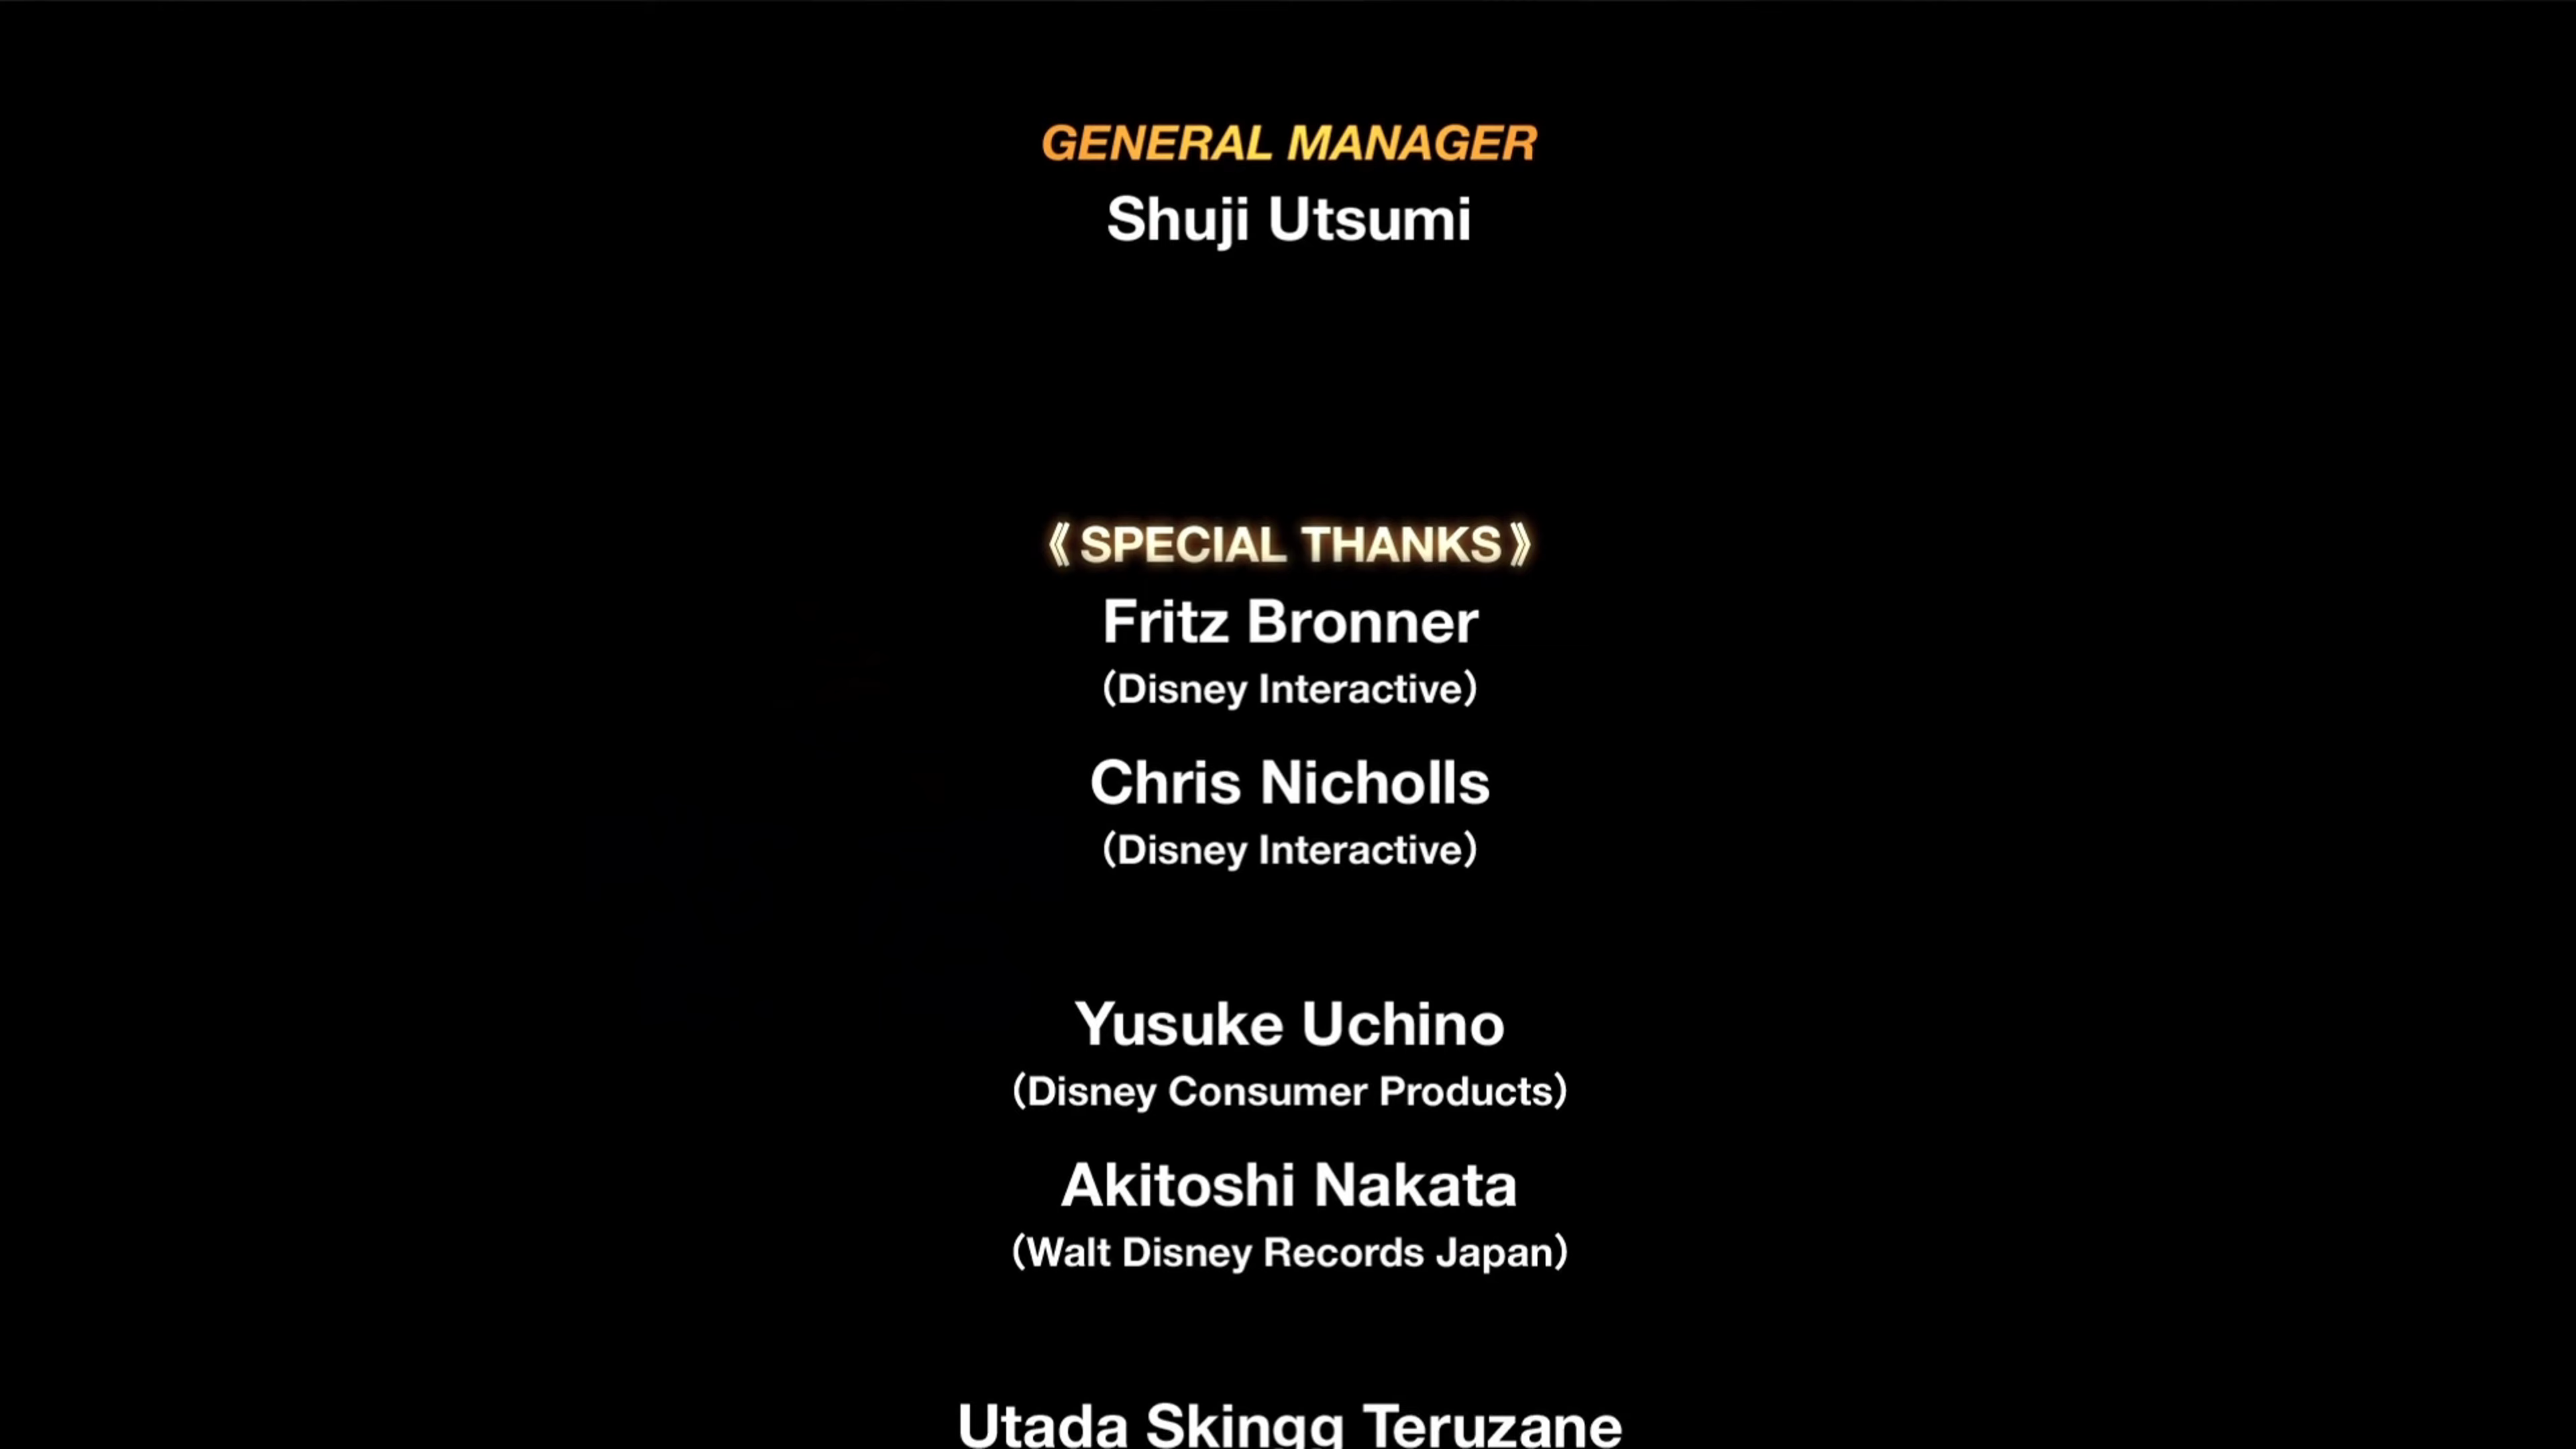 GENERAL MANAGER
Shuji Utsumi
《SPECIAL THANKS》
Fritz Bronner
(Disney Interactive)
Chris Nicholls
(Disney Interactive)
Yusuke Uchino
(Disney Consumer Products)
Akitoshi Nakata
(Walt Disney Records Japan)
Utada Skingg Teruzane